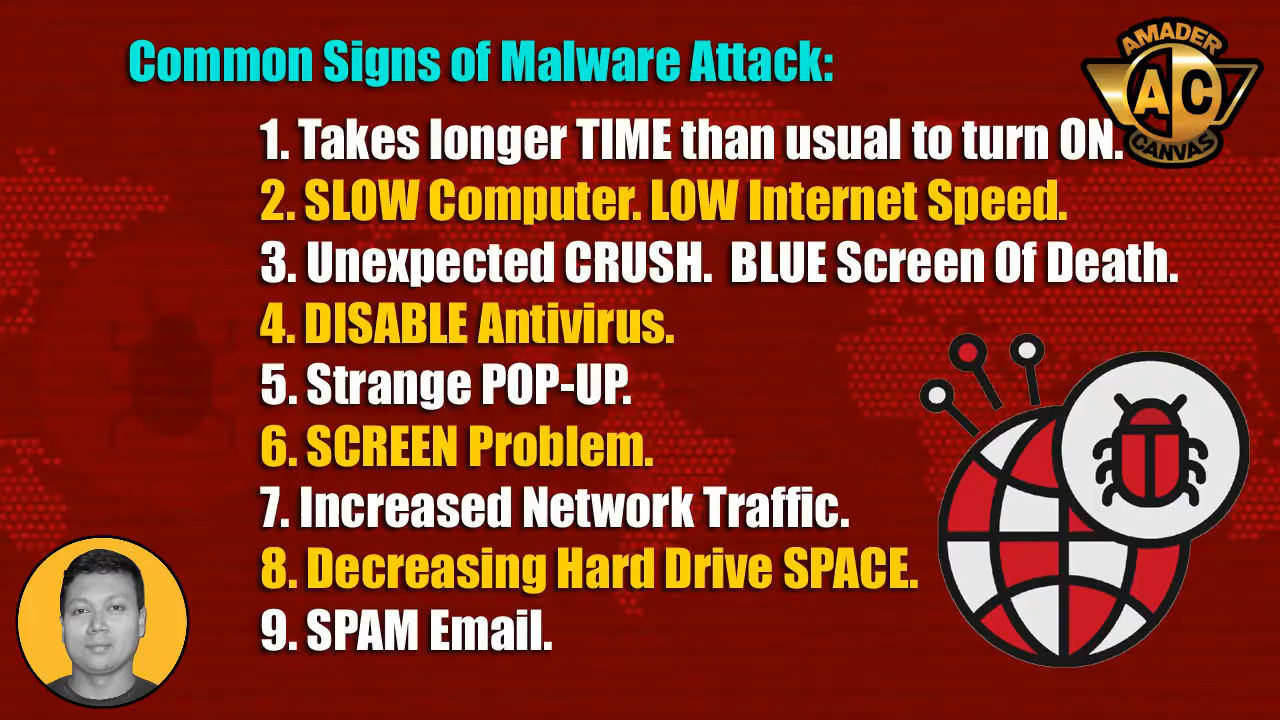 Common Signs of Malware Attack:
AMADER
AC
CANVAS
1. Takes longer TIME than usual to turn ON.
2. SLOW Computer. LOW Internet Speed.
3. Unexpected CRUSH. BLUE Screen Of Death.
4. DISABLE Antivirus.
5. Strange POP-UP.
6. SCREEN Problem.
7. Increased Network Traffic.
8. Decreasing Hard Drive SPACE.
9. SPAM Email.